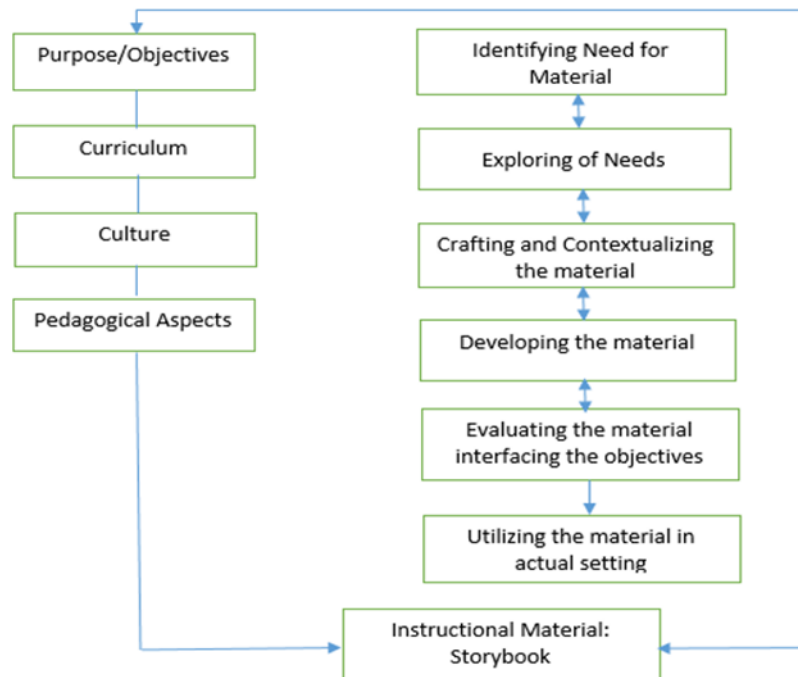 Purpose/Objectives
Curriculum
Culture
Pedagogical Aspects
Identifying Need for
Material
Exploring of Needs
Crafting and Contextualizing
the material
Developing the material
Evaluating the material
interfacing the objectives
Utilizing the material in
actual setting
Instructional Material:
Storybook